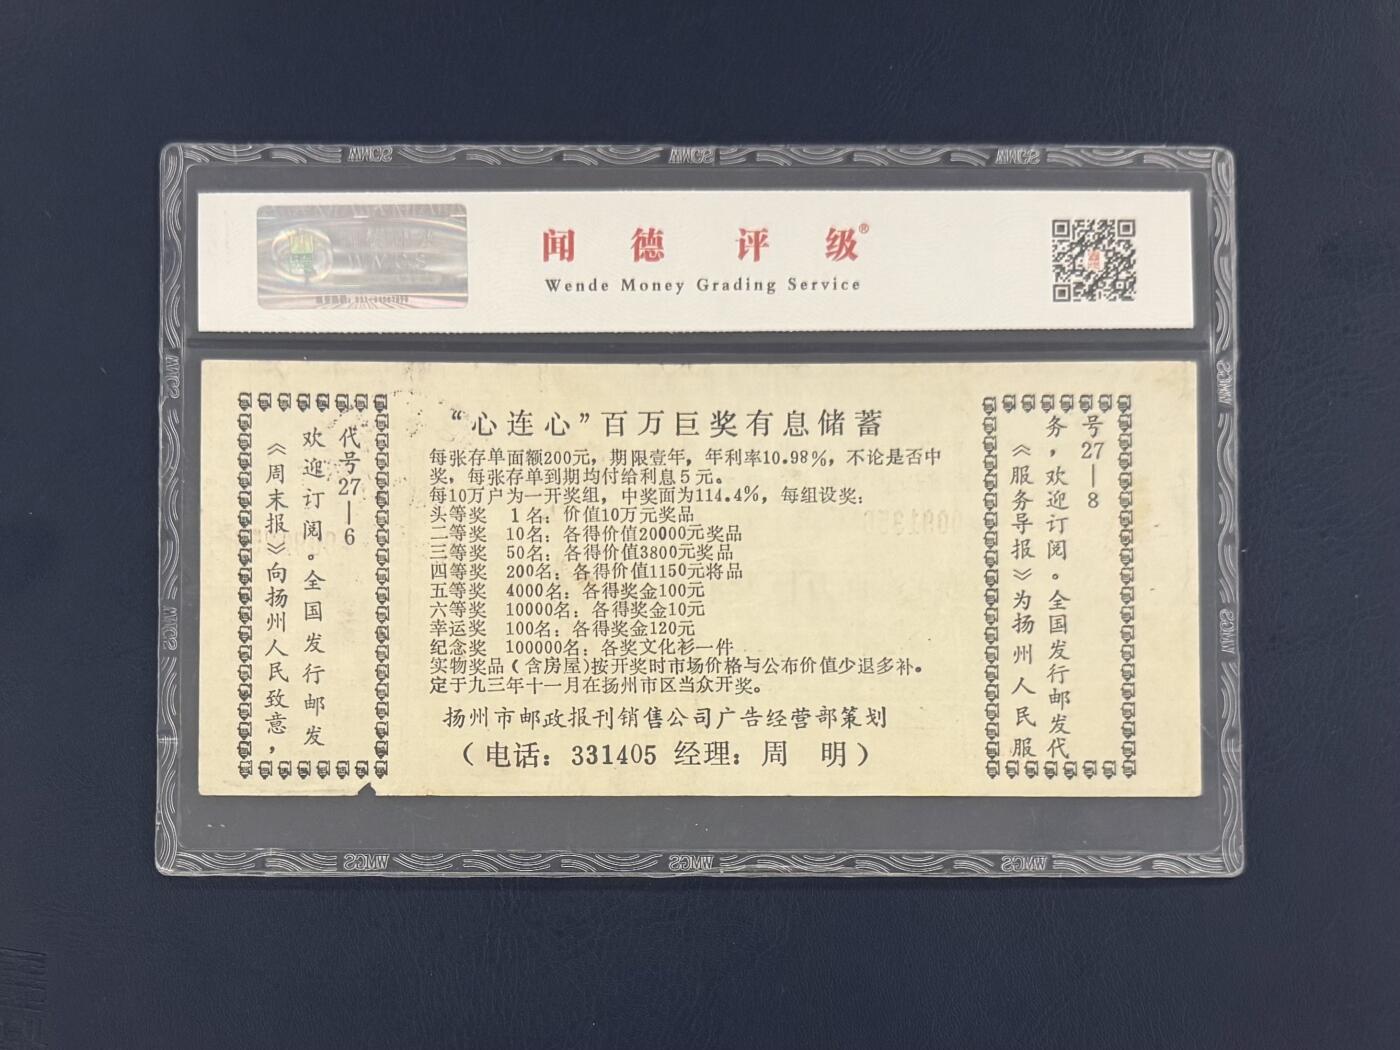 闻德评级®
Wende Money Grading Service
WMGS
《周末报》向扬州人民致意，
欢迎订阅。全国发行邮发
代号27—6
“心连心”百万巨奖有息储蓄
每张存单面额200元，期限壹年，年利率10.98%，不论是否中
奖，每张存单到期均付给利息5元。
每10万户为一开奖组，中奖面为114.4%，每组设奖：
头等奖 1名：价值10万元奖品
二等奖 10名：各得价值20000元奖品
三等奖 50名：各得价值3800元奖品
四等奖 200名：各得价值1150元将品
五等奖 4000名：各得奖金100元
六等奖 10000名：各得奖金10元
幸运奖 100名：各得奖金120元
纪念奖 100000名：各奖文化衫一件
实物奖品（含房屋）按开奖时市场价格与公布价值少退多补。
定于九三年十一月在扬州市区当众开奖。
扬州市邮政报刊销售公司广告经营部策划
（电话：331405 经理：周 明）
《服务导报》为扬州人民服
务，欢迎订阅。全国发行邮发代
号27—8